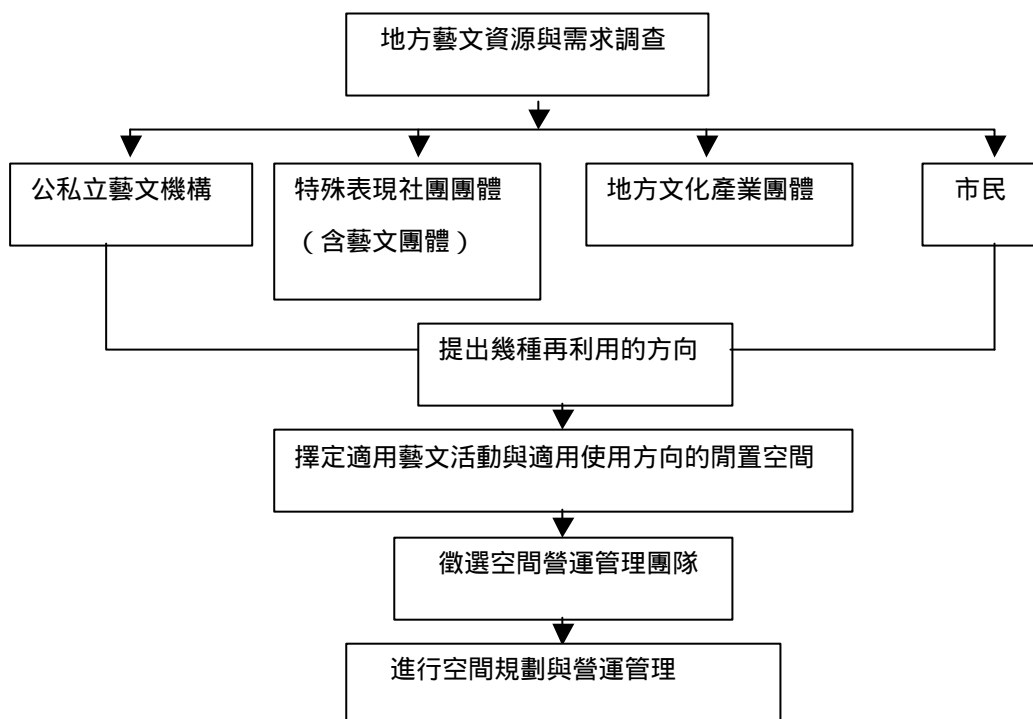 地方藝文資源與需求調查
公私立藝文機構
特殊表現社團團體
（含藝文團體）
地方文化產業團體
市民
提出幾種再利用的方向
擇定適用藝文活動與適用使用方向的閒置空間
徵選空間營運管理團隊
進行空間規劃與營運管理